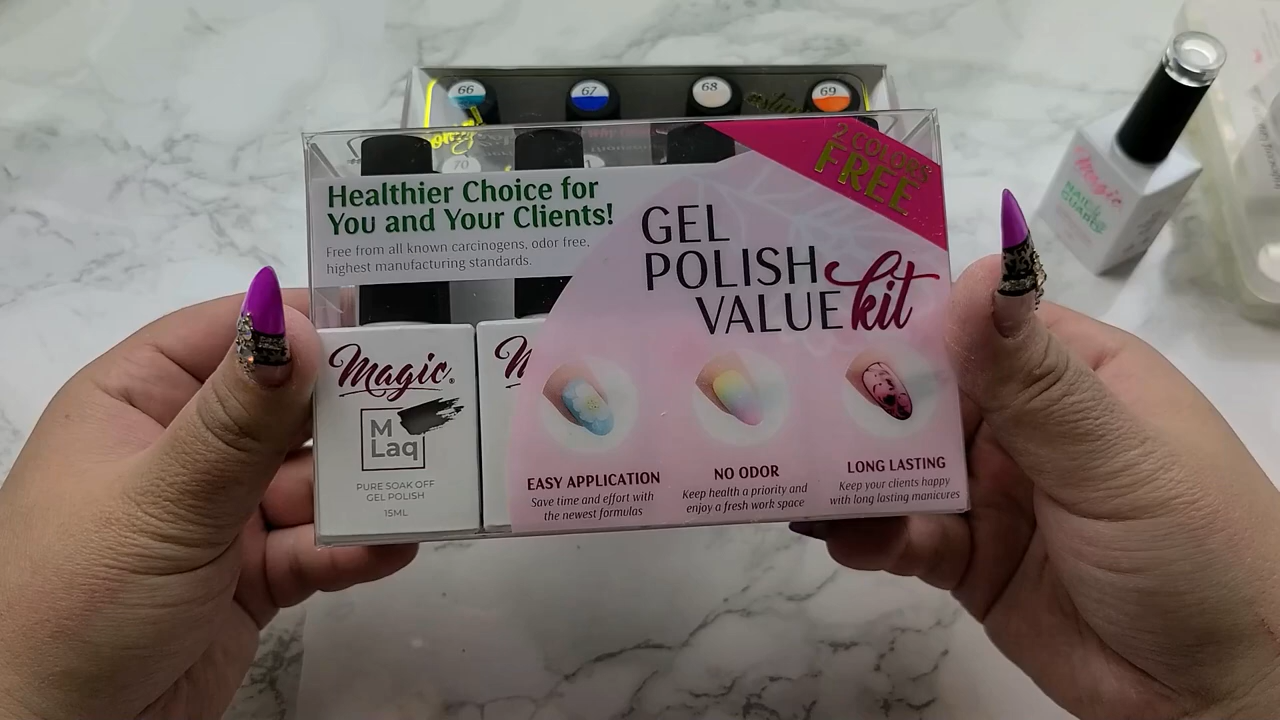 66
67
68
69
70
2 COLORS
FREE
Healthier Choice for
You and Your Clients!
Free from all known carcinogens, odor free,
highest manufacturing standards.
GEL
POLISH
VALUE kit
Magic®
M
Laq
PURE SOAK OFF
GEL POLISH
15ML
M
EASY APPLICATION
Save time and effort with
the newest formulas
NO ODOR
Keep health a priority and
enjoy a fresh work space
LONG LASTING
Keep your clients happy
with long lasting manicures
Magic
NAIL